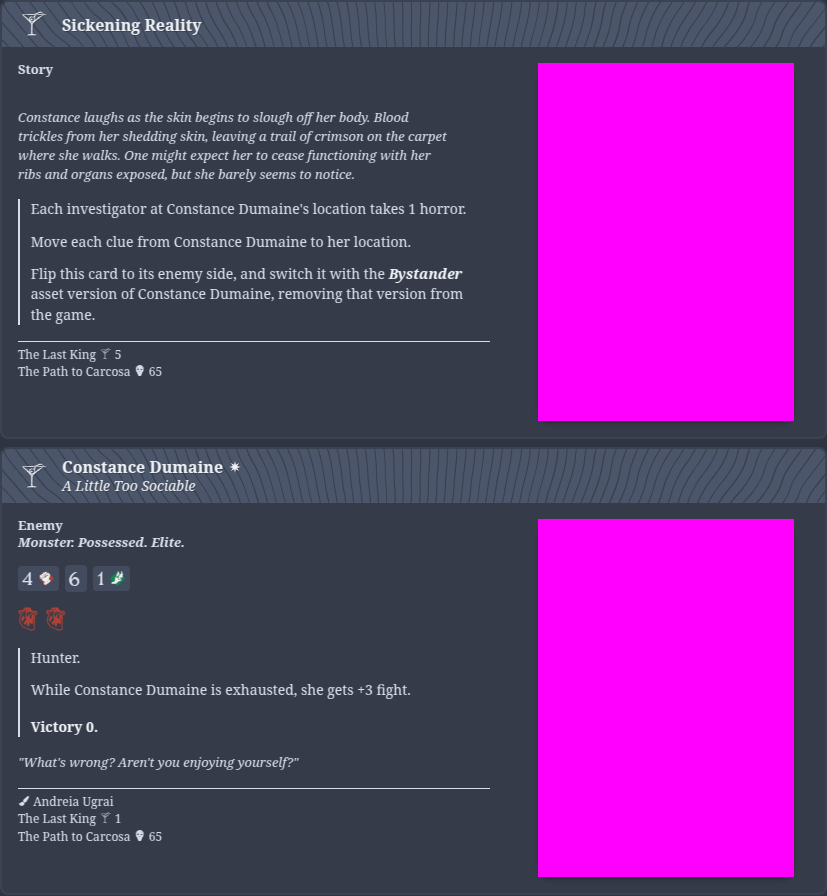 Sickening Reality
Story
Constance laughs as the skin begins to slough off her body. Blood
trickles from her shedding skin, leaving a trail of crimson on the carpet
where she walks. One might expect her to cease functioning with her
ribs and organs exposed, but she barely seems to notice.
Each investigator at Constance Dumaine's location takes 1 horror.
Move each clue from Constance Dumaine to her location.
Flip this card to its enemy side, and switch it with the Bystander
asset version of Constance Dumaine, removing that version from
the game.
The Last King 5
The Path to Carcosa 65
Constance Dumaine
A Little Too Sociable
Enemy
Monster. Possessed. Elite.
4 6 1
Hunter.
While Constance Dumaine is exhausted, she gets +3 fight.
Victory 0.
"What's wrong? Aren't you enjoying yourself?"
Andreia Ugrai
The Last King 1
The Path to Carcosa 65